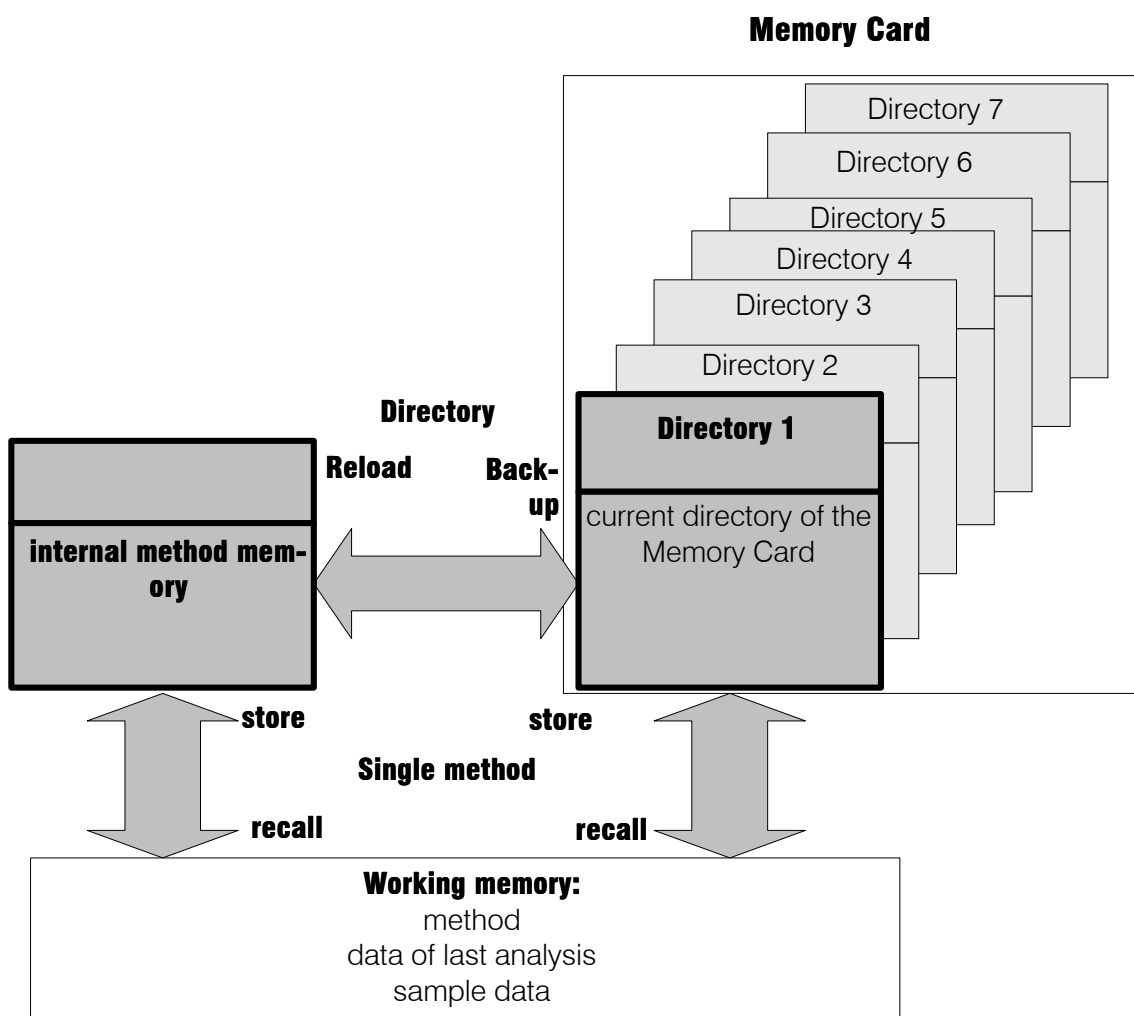 Memory Card
Directory 7
Directory 6
Directory 5
Directory 4
Directory 3
Directory 2
Directory 1
current directory of the
Memory Card
Directory
Reload
Back-
up
internal method mem-
ory
store
store
Single method
recall
recall
Working memory:
method
data of last analysis
sample data